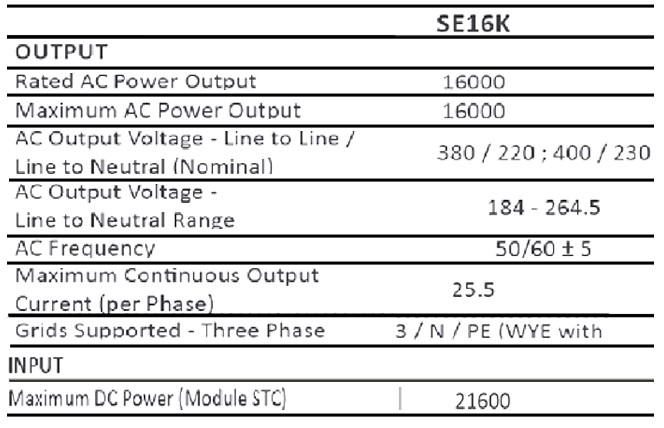 SE16K
OUTPUT
Rated AC Power Output 16000
Maximum AC Power Output 16000
AC Output Voltage - Line to Line /
Line to Neutral (Nominal) 380 / 220 ; 400 / 230
AC Output Voltage -
Line to Neutral Range 184 - 264.5
AC Frequency 50/60 ± 5
Maximum Continuous Output
Current (per Phase) 25.5
Grids Supported - Three Phase 3 / N / PE (WYE with
INPUT
Maximum DC Power (Module STC) 21600